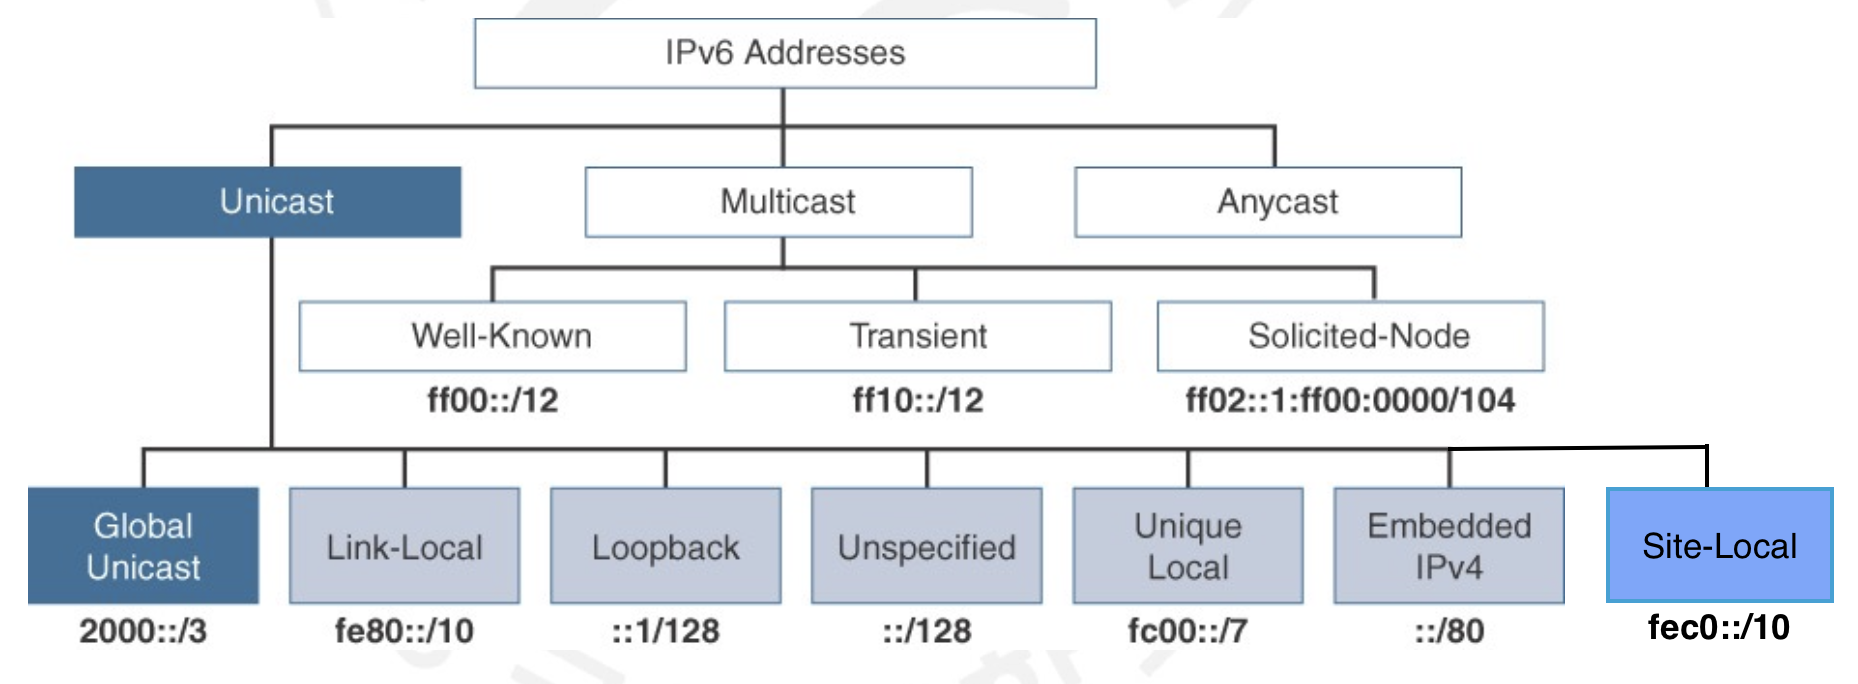 IPv6 Addresses
Unicast
Multicast
Anycast
Well-Known
Transient
Solicited-Node
ff00::/12
ff10::/12
ff02::1:ff00:0000/104
Global
Unicast
Link-Local
Loopback
Unspecified
Unique
Local
Embedded
IPv4
Site-Local
2000::/3
fe80::/10
::1/128
::/128
fc00::/7
::/80
fec0::/10